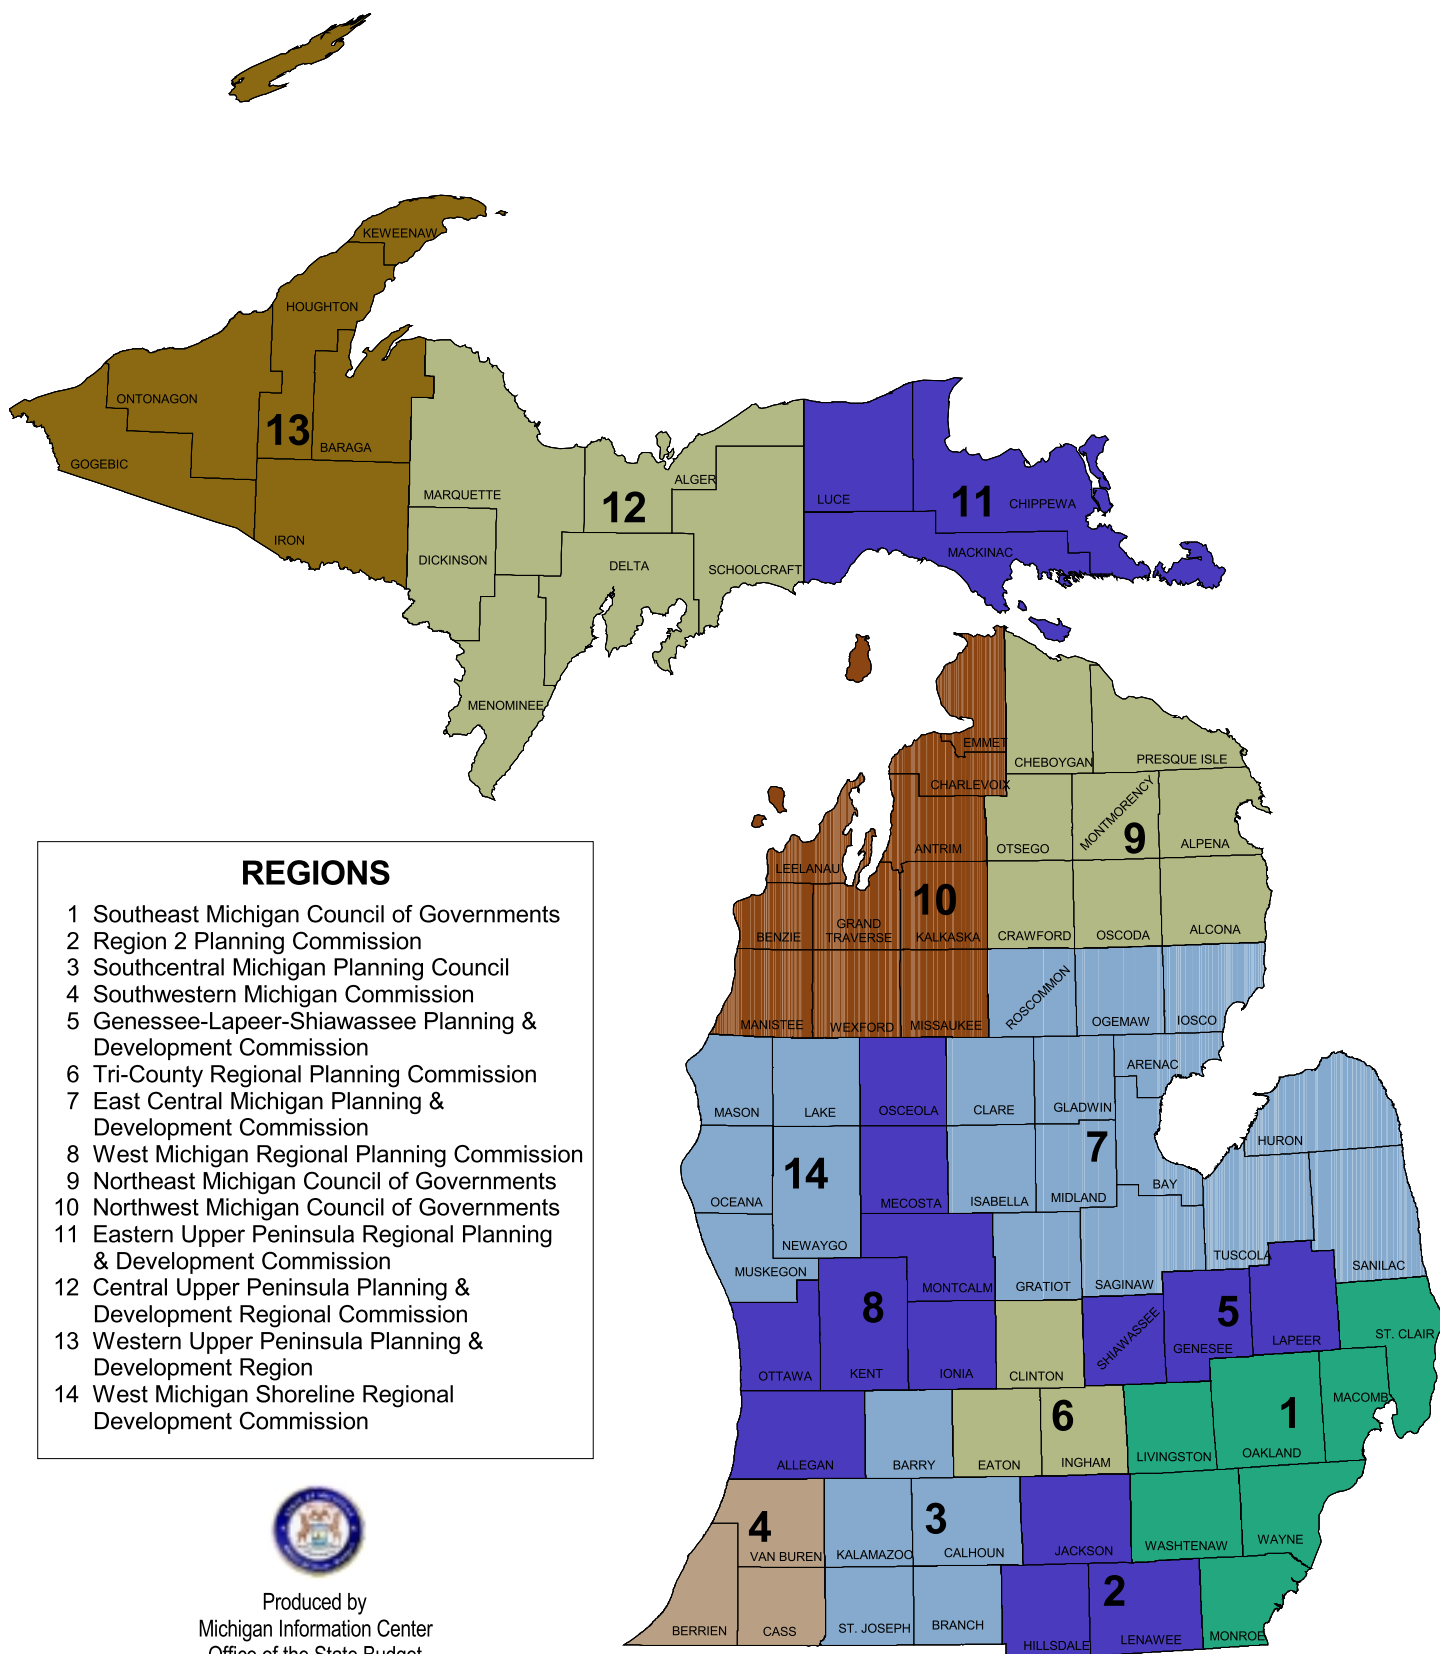 KEWEENAW
HOUGHTON
ONTONAGON
13
BARAGA
GOGEBIC
IRON
MARQUETTE
12
ALGER
DICKINSON
DELTA
SCHOOLCRAFT
MENOMINEE
LUCE
11
CHIPPEWA
MACKINAC
EMMET
CHEBOYGAN
PRESQUE ISLE
CHARLEVOIX
MONTMORENCY
9
ANTRIM
OTSEGO
ALPENA
LEELANAU
10
GRAND
TRAVERSE
BENZIE
KALKASKA
CRAWFORD
OSCODA
ALCONA
MANISTEE
WEXFORD
MISSAUKEE
ROSCOMMON
OGEMAW
IOSCO
ARENAC
MASON
LAKE
OSCEOLA
CLARE
GLADWIN
HURON
7
14
OCEANA
MECOSTA
ISABELLA
MIDLAND
BAY
NEWAYGO
MUSKEGON
MONTCALM
GRATIOT
SAGINAW
TUSCOLA
SANILAC
8
5
OTTAWA
KENT
IONIA
CLINTON
SHIAWASSEE
GENESEE
LAPEER
ST. CLAIR
6
1
MACOMB
ALLEGAN
BARRY
EATON
INGHAM
LIVINGSTON
OAKLAND
4
3
VAN BUREN
KALAMAZOO
CALHOUN
JACKSON
WASHTENAW
WAYNE
2
BERRIEN
CASS
ST. JOSEPH
BRANCH
HILLSDALE
LENAWEE
MONROE
REGIONS
1 Southeast Michigan Council of Governments
2 Region 2 Planning Commission
3 Southcentral Michigan Planning Council
4 Southwestern Michigan Commission
5 Genessee-Lapeer-Shiawassee Planning &
Development Commission
6 Tri-County Regional Planning Commission
7 East Central Michigan Planning &
Development Commission
8 West Michigan Regional Planning Commission
9 Northeast Michigan Council of Governments
10 Northwest Michigan Council of Governments
11 Eastern Upper Peninsula Regional Planning
& Development Commission
12 Central Upper Peninsula Planning &
Development Regional Commission
13 Western Upper Peninsula Planning &
Development Region
14 West Michigan Shoreline Regional
Development Commission
Produced by
Michigan Information Center
Office of the State Budget